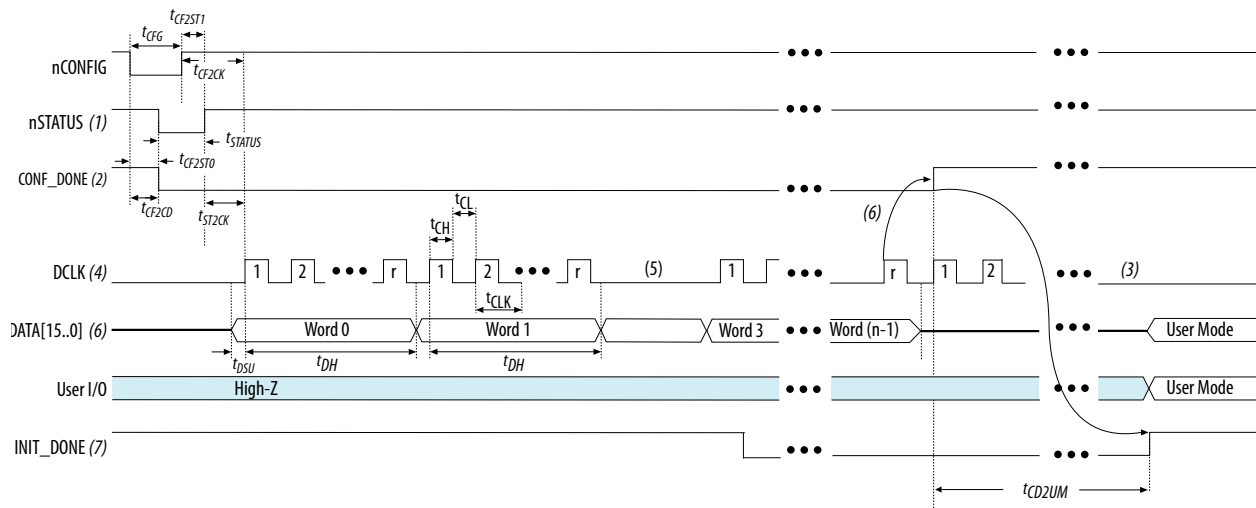 tCF2ST1
tCFG
nCONFIG
tCF2CK
nSTATUS (1)
tSTATUS
tCF2ST0
CONF_DONE (2)
tCF2CD
tST2CK
tCL
tCH
(6)
DCLK (4)
1 2 r 1 2 r (5) 1 r 1 2 (3)
tCLK
DATA[15..0] (6)
Word 0 Word 1 Word 3 Word (n-1) User Mode
tDSU
tDH
tDH
User I/O
High-Z
User Mode
INIT_DONE (7)
tCD2UM